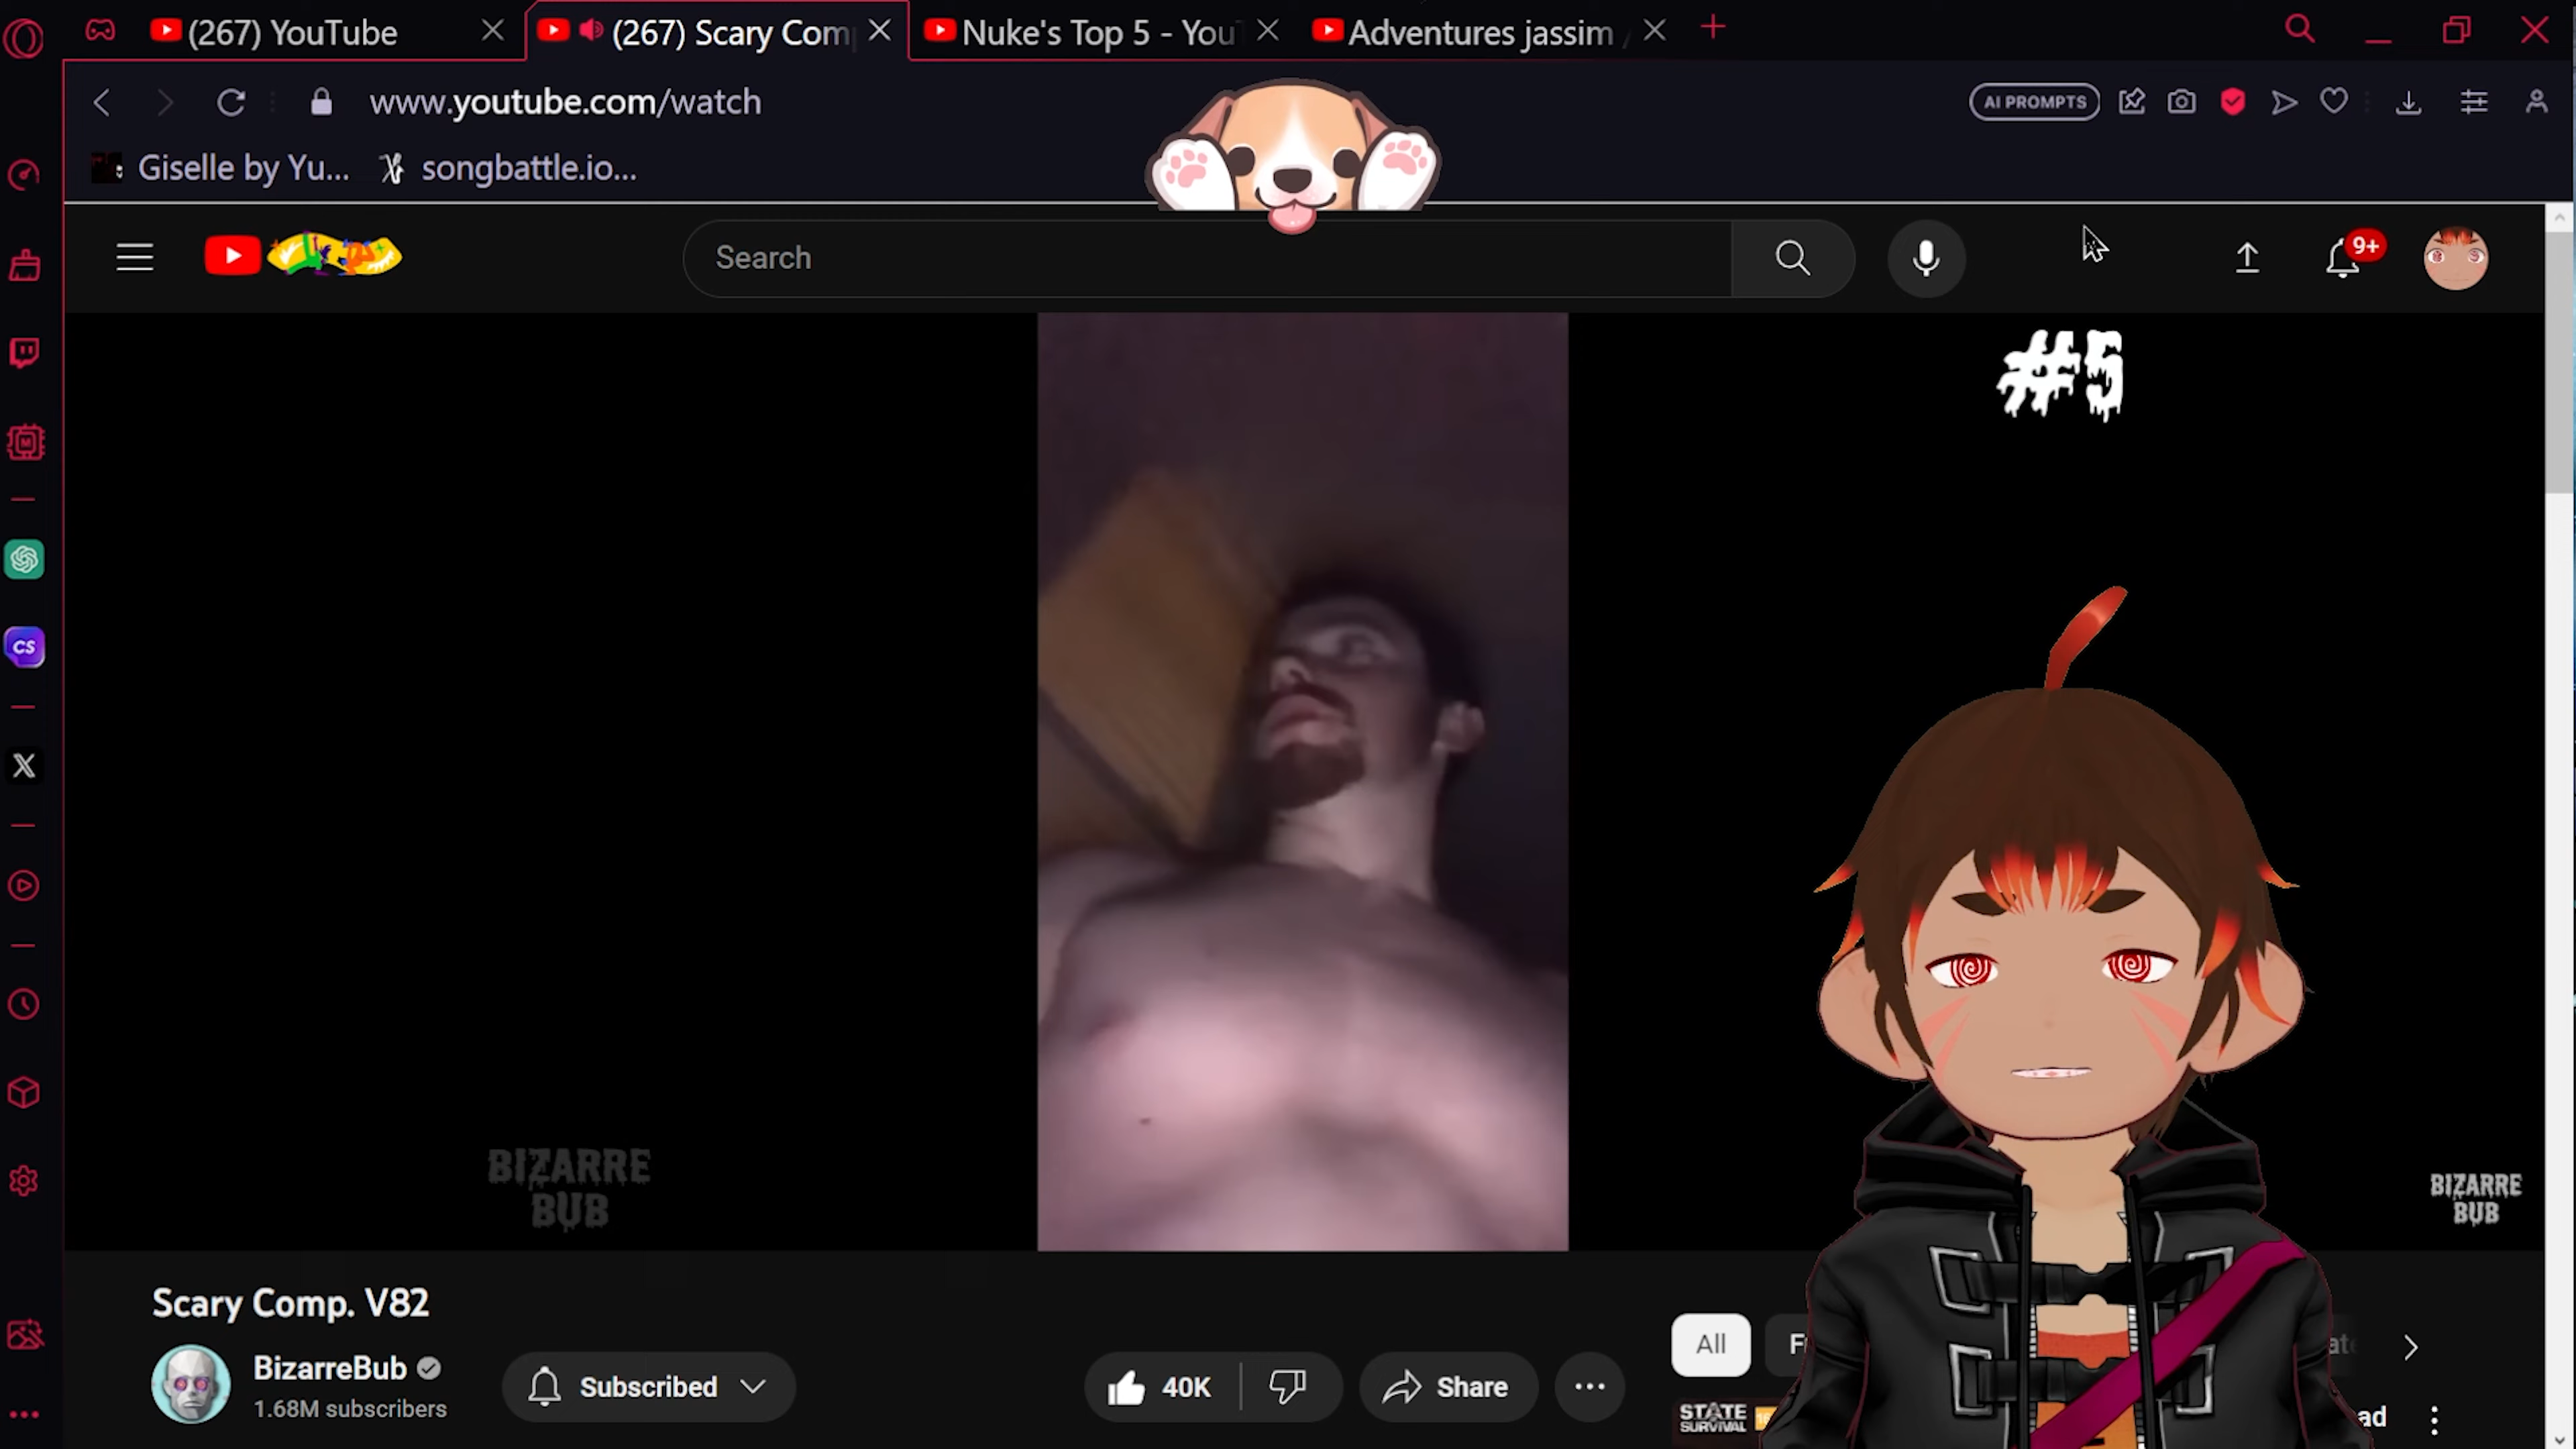 (267) YouTube
(267) Scary Com
Nuke's Top 5 - You
Adventures jassim
www.youtube.com/watch
AI PROMPTS
Giselle by Yu...
songbattle.io...
Search
9+
#5
CS
BIZARRE
BUB
BIZARRE
BUB
Scary Comp. V82
All
BizarreBub
1.68M subscribers
Subscribed
40K
Share
STATE
SURVIVAL
ad